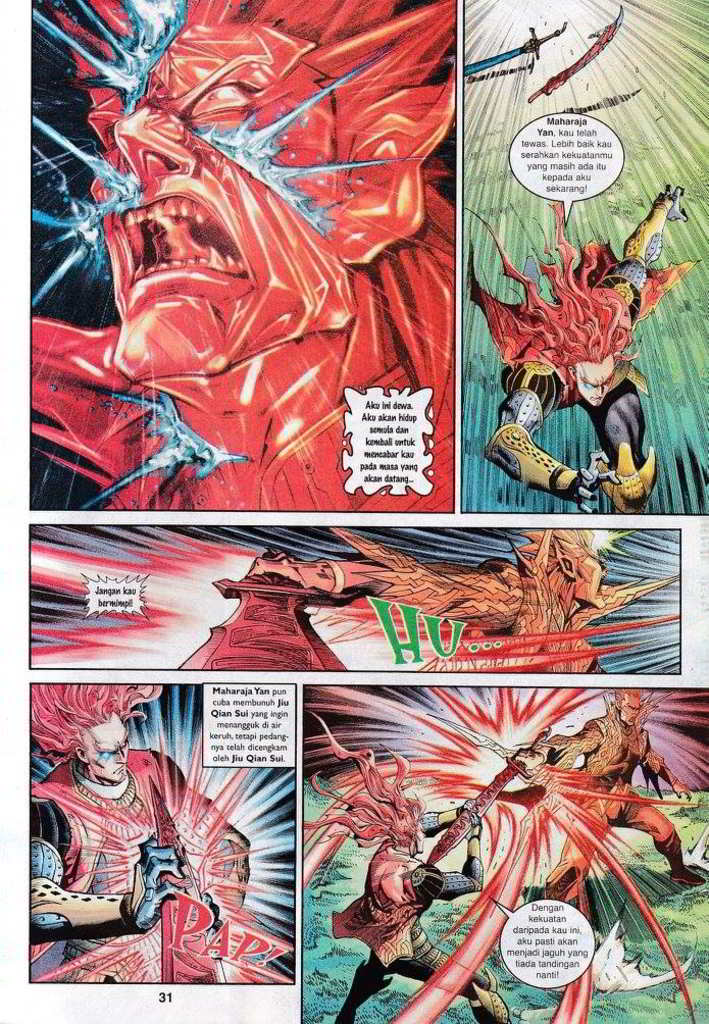 Aku ini dewa.
Aku akan hidup
semula dan
kembali untuk
mencabar kau
pada masa yang
akan datang...
Maharaja
Yan, kau telah
tewas. Lebih baik kau
serahkan kekuatanmu
yang masih ada itu
kepada aku
sekarang!
Jangan kau
bermimpi!
HU...
Maharaja Yan pun
cuba membunuh Jiu
Qian Sui yang ingin
menangguk di air
keruh, tetapi pedang-
nya telah dicengkam
oleh Jiu Qian Sui.
PAP!
Dengan
kekuatan
daripada kau ini,
aku pasti akan
menjadi jaguh yang
tiada tandingan
nanti!
31